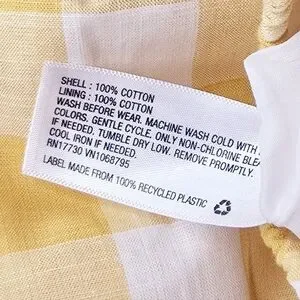 SHELL : 100% COTTON
LINING : 100% COTTON
WASH BEFORE WEAR. MACHINE WASH COLD WITH
COLORS. GENTLE CYCLE. ONLY NON-CHLORINE
IF NEEDED. TUMBLE DRY LOW. REMOVE PROMPTLY.
COOL IRON IF NEEDED.
RN17730 VN1068795
LABEL MADE FROM 100% RECYCLED PLASTIC